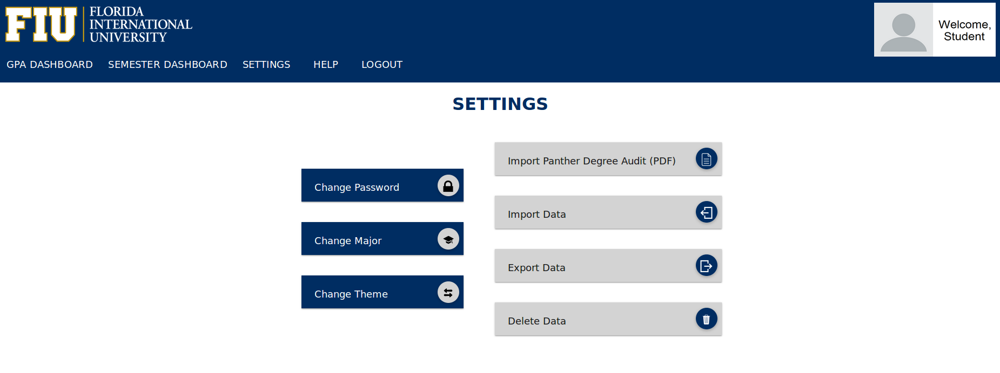 FIU
FLORIDA
INTERNATIONAL
UNIVERSITY
Welcome,
Student
GPA DASHBOARD SEMESTER DASHBOARD SETTINGS HELP LOGOUT
SETTINGS
Change Password
Change Major
Change Theme
Import Panther Degree Audit (PDF)
Import Data
Export Data
Delete Data